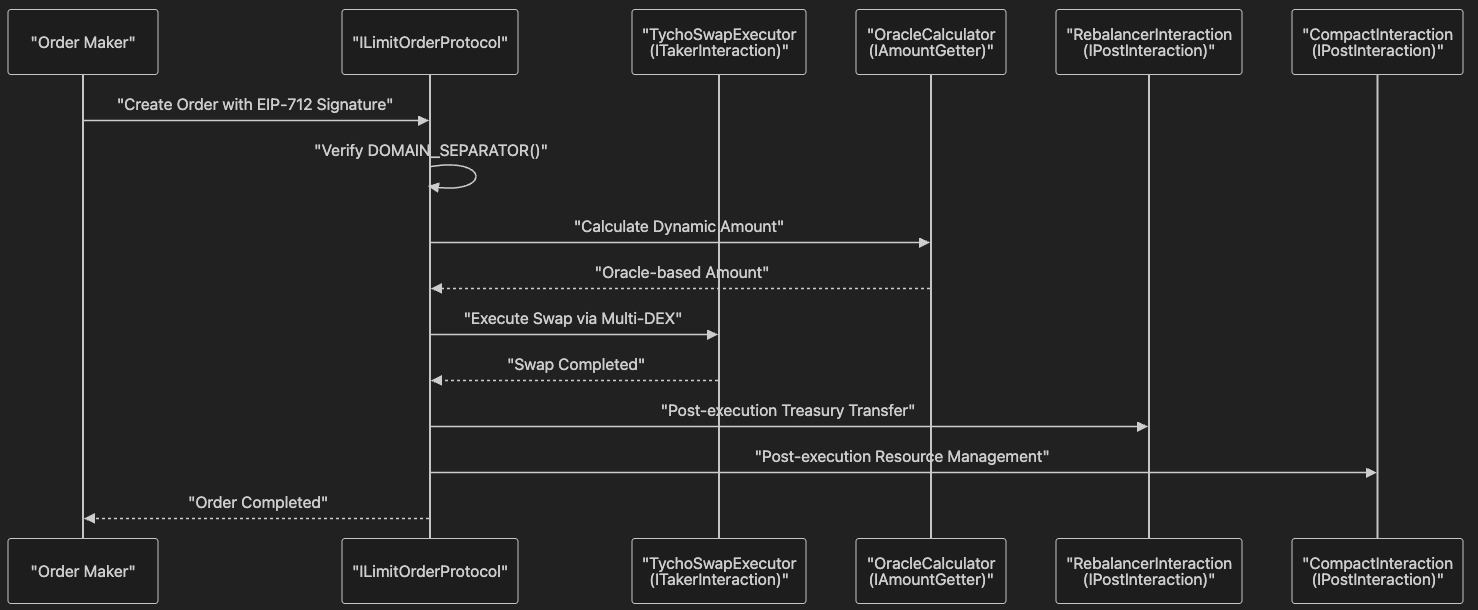 "Order Maker"
"ILimitOrderProtocol"
"TychoSwapExecutor
(ITakerInteraction)"
"OracleCalculator
(IAmountGetter)"
"RebalancerInteraction
(IPostInteraction)"
"CompactInteraction
(IPostInteraction)"
"Create Order with EIP-712 Signature"
"Verify DOMAIN_SEPARATOR()"
"Calculate Dynamic Amount"
"Oracle-based Amount"
"Execute Swap via Multi-DEX"
"Swap Completed"
"Post-execution Treasury Transfer"
"Post-execution Resource Management"
"Order Completed"
"Order Maker"
"ILimitOrderProtocol"
"TychoSwapExecutor
(ITakerInteraction)"
"OracleCalculator
(IAmountGetter)"
"RebalancerInteraction
(IPostInteraction)"
"CompactInteraction
(IPostInteraction)"